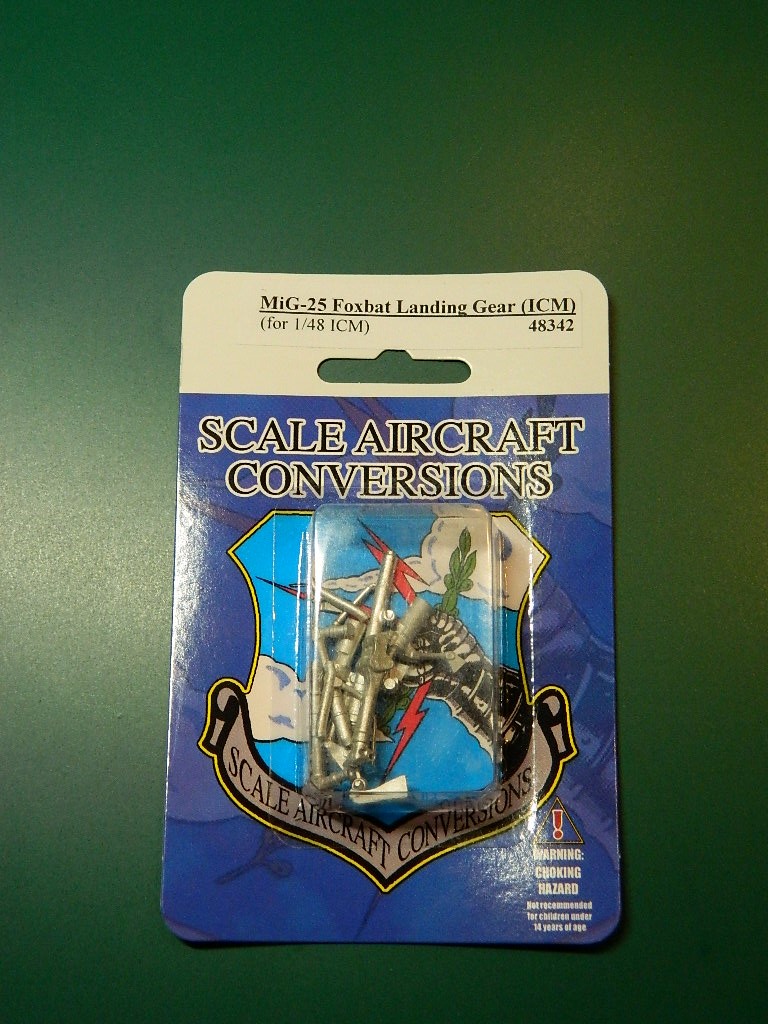 MiG-25 Foxbat Landing Gear (ICM)
(for 1/48 ICM) 48342
SCALE AIRCRAFT
CONVERSIONS
SCALE AIRCRAFT CONVERSIONS
!
WARNING:
CHOKING
HAZARD
Not recommended
for children under
14 years of age